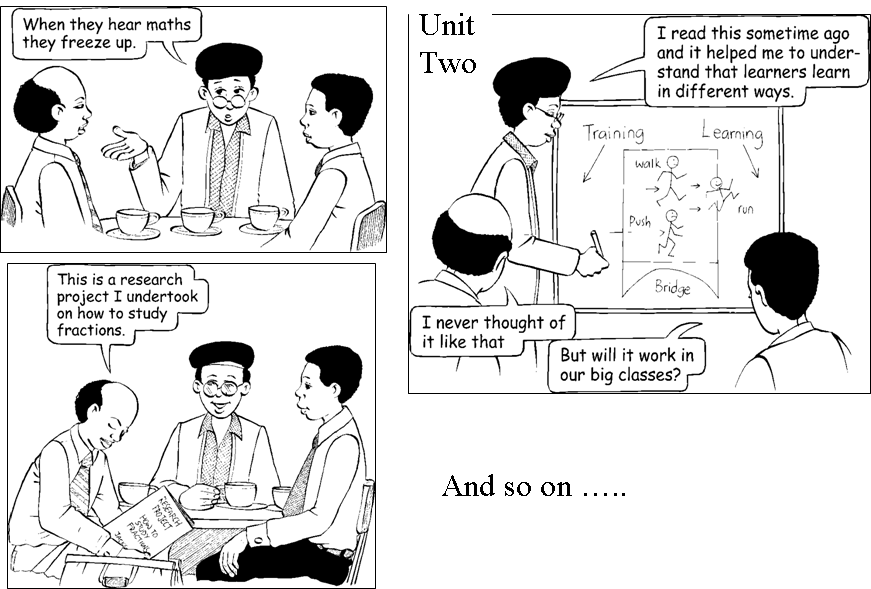 When they hear maths
they freeze up.
This is a research
project I undertook
on how to study
fractions.
RESEARCH
PROJECT
HOW TO
STUDY
FRACTIONS
Unit
Two
I read this sometime ago
and it helped me to under-
stand that learners learn
in different ways.
Training
Learning
walk
run
Push
Bridge
I never thought of
it like that
But will it work in
our big classes?
And so on …..